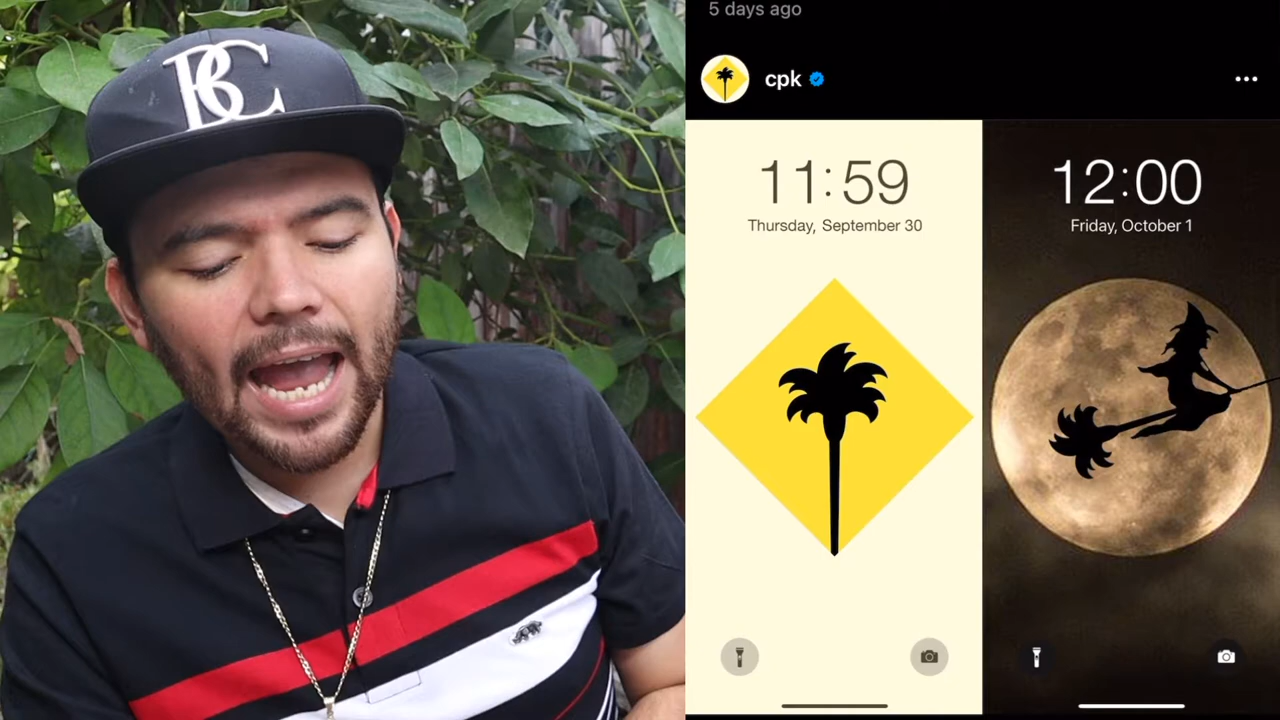 BC
5 days ago
cpk
11:59
Thursday, September 30
12:00
Friday, October 1